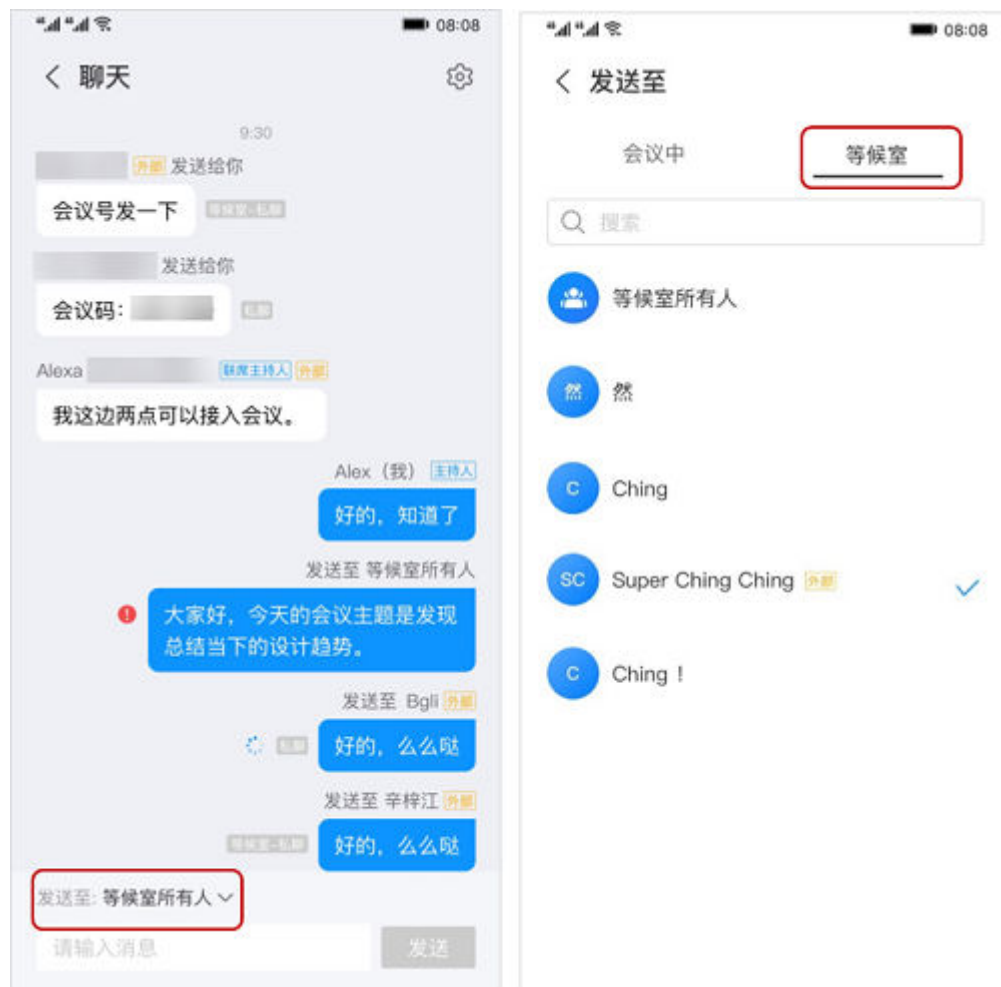 08:08
聊天
9:30
外部 发送给你
会议号发一下 等候室-私聊
发送给你
会议码： 私聊
Alexa 联席主持人 外部
我这边两点可以接入会议。
Alex（我） 主持人
好的，知道了
发送至 等候室所有人
大家好，今天的会议主题是发现
总结当下的设计趋势。
发送至 Bgli 外部
私聊 好的，么么哒
发送至 辛梓江 外部
等候室-私聊 好的，么么哒
发送至: 等候室所有人
请输入消息 发送
08:08
发送至
会议中 等候室
搜索
等候室所有人
然 然
C Ching
SC Super Ching Ching 外部
C Ching！